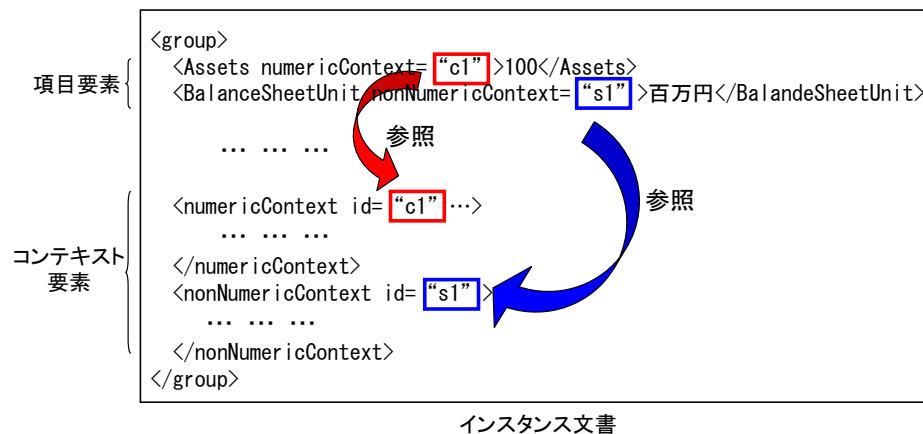 <group>
項目要素
<Assets numericContext= “c1” >100</Assets>
<BalanceSheetUnit nonNumericContext= “s1” >百万円</BalandeSheetUnit>
参照
… … …
参照
コンテキスト
要素
<numericContext id= “c1” …>
… … …
</numericContext>
<nonNumericContext id= “s1” >
… … …
</nonNumericContext>
</group>
インスタンス文書